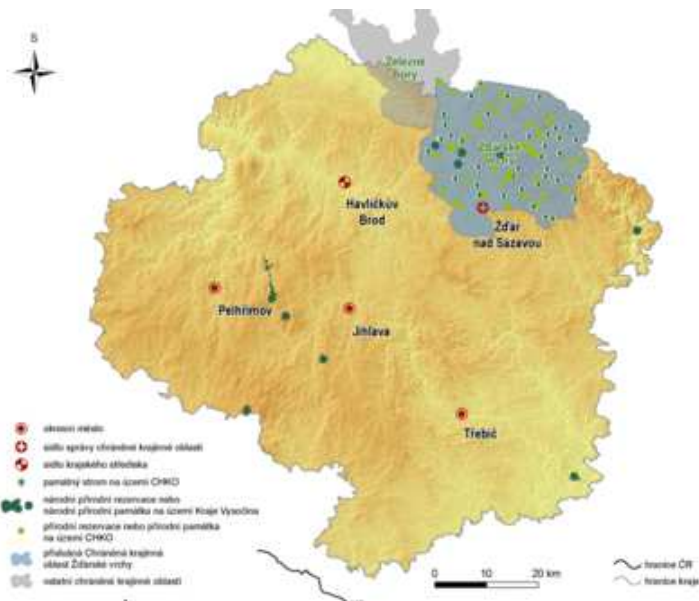 S
Železné
hory
Žďárské
vrchy
Havlíčkův
Brod
Žďár
nad Sázavou
Pelhřimov
Jihlava
Třebíč
okresní město
sídlo správy chráněné krajinné oblasti
sídlo krajského střediska
památný strom na území CHKO
národní přírodní rezervace nebo
národní přírodní památka na území Kraje Vysočina
přírodní rezervace nebo přírodní památka
na území CHKO
příslušná Chráněná krajinná
oblast Žďárské vrchy
ostatní chráněné krajinné oblasti
0 10 20 km
hranice ČR
hranice kraje